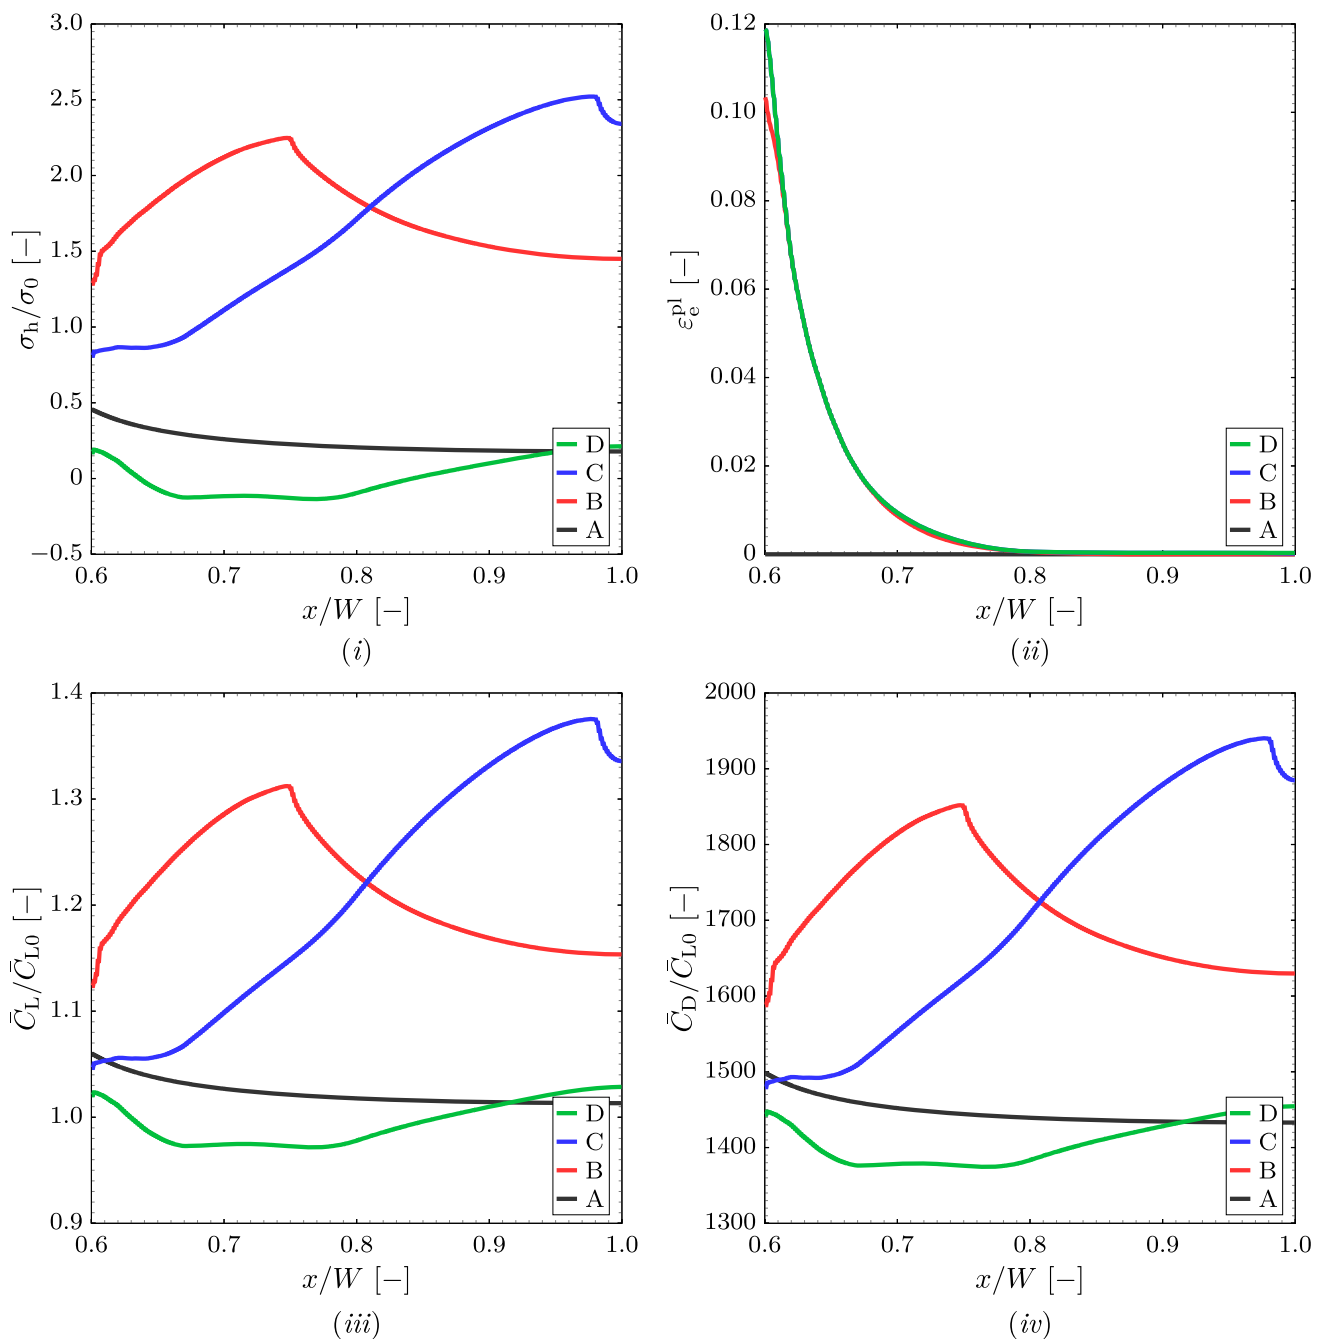 3.0
2.5
2.0
1.5
1.0
0.5
0
−0.5
σh/σ0 [−]
0.6 0.7 0.8 0.9 1.0
x/W [−]
D
C
B
A
(i)
0.12
0.10
0.08
0.06
0.04
0.02
0
ε_e^pl [−]
0.6 0.7 0.8 0.9 1.0
x/W [−]
D
C
B
A
(ii)
1.4
1.3
1.2
1.1
1.0
0.9
C̄L/C̄L0 [−]
0.6 0.7 0.8 0.9 1.0
x/W [−]
D
C
B
A
(iii)
2000
1900
1800
1700
1600
1500
1400
1300
C̄D/C̄L0 [−]
0.6 0.7 0.8 0.9 1.0
x/W [−]
D
C
B
A
(iv)